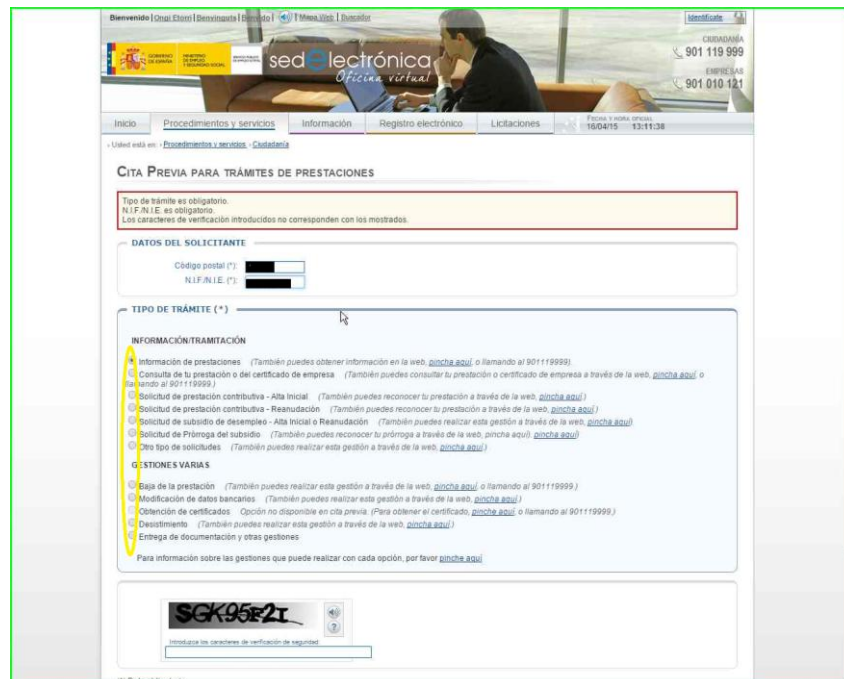 Bienvenido | Ongi Etorri | Benvinguts | Benvido | Mapa Web | Buscador
Identifícate
GOBIERNO DE ESPAÑA
MINISTERIO DE EMPLEO Y SEGURIDAD SOCIAL
sede electrónica
Oficina virtual
CIUDADANÍA
901 119 999
EMPRESAS
901 010 121
Inicio Procedimientos y servicios Información Registro electrónico Licitaciones
FECHA Y HORA OFICIAL
16/04/15 13:11:38
Usted está en: Procedimientos y servicios Ciudadanía
CITA PREVIA PARA TRÁMITES DE PRESTACIONES
Tipo de trámite es obligatorio.
N.I.F./N.I.E. es obligatorio.
Los caracteres de verificación introducidos no corresponden con los mostrados.
DATOS DEL SOLICITANTE
Código postal (*):
N.I.F./N.I.E. (*):
TIPO DE TRÁMITE (*)
INFORMACIÓN/TRAMITACIÓN
Información de prestaciones (También puedes obtener información en la web, pincha aquí, o llamando al 901119999)
Consulta de tu prestación o del certificado de empresa (También puedes consultar tu prestación o certificado de empresa a través de la web, pincha aquí, o
llamando al 901119999.)
Solicitud de prestación contributiva - Alta Inicial (También puedes reconocer tu prestación a través de la web, pincha aquí.)
Solicitud de prestación contributiva - Reanudación (También puedes reconocer tu prestación a través de la web, pincha aquí.)
Solicitud de subsidio de desempleo - Alta Inicial o Reanudación (También puedes realizar esta gestión a través de la web, pincha aquí)
Solicitud de Prórroga del subsidio (También puedes reconocer tu prórroga a través de la web, pincha aquí. pincha aquí)
Otro tipo de solicitudes (También puedes realizar esta gestión a través de la web, pincha aquí.)
GESTIONES VARIAS
Baja de la prestación (También puedes realizar esta gestión a través de la web, pincha aquí, o llamando al 901119999.)
Modificación de datos bancarios (También puedes realizar esta gestión a través de la web, pincha aquí.)
Obtención de certificados Opción no disponible en cita previa. (Para obtener el certificado, pincha aquí, o llamando al 901119999.)
Desistimiento (También puedes realizar esta gestión a través de la web, pincha aquí.)
Entrega de documentación y otras gestiones
Para información sobre las gestiones que puede realizar con cada opción, por favor pinche aquí
Introduzca los caracteres de verificación de seguridad